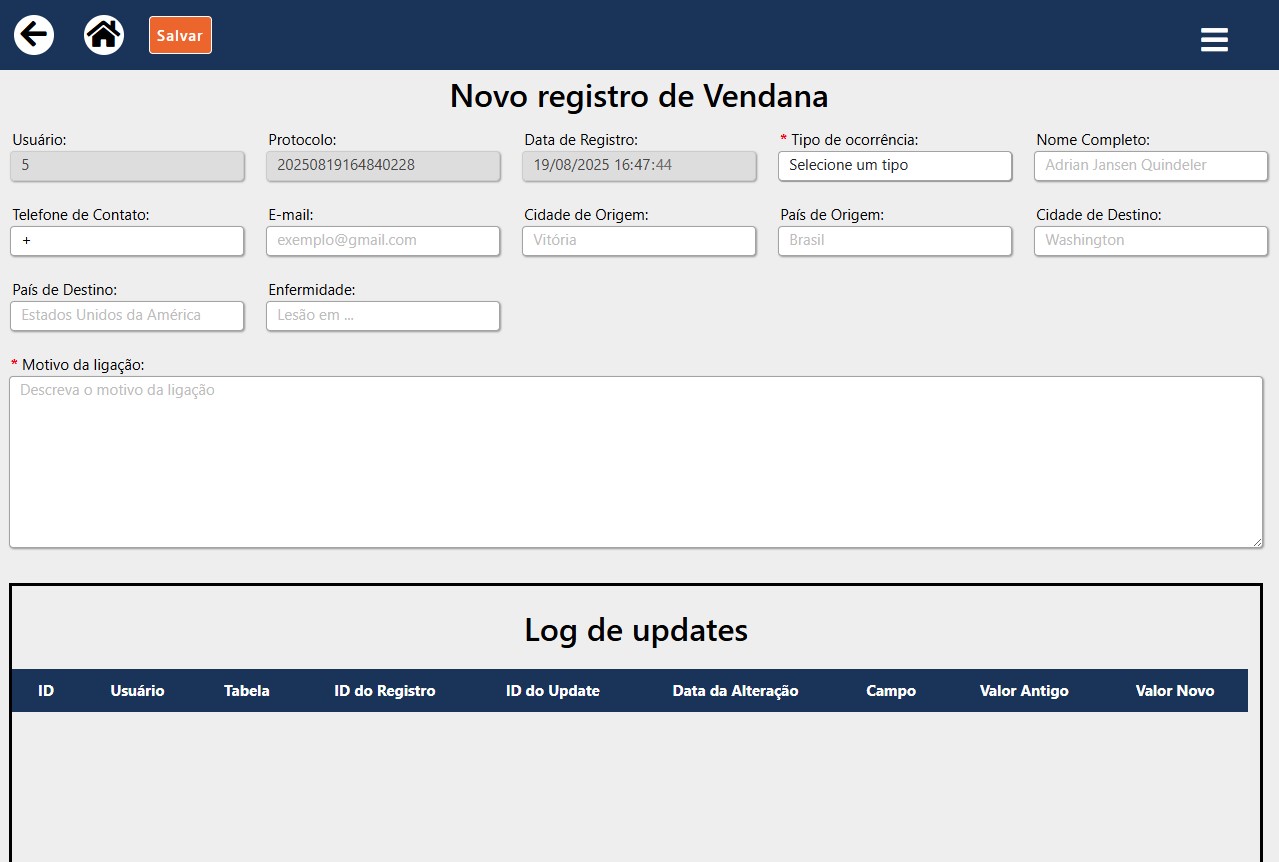 Salvar
Novo registro de Vendana
Usuário: Protocolo: Data de Registro: * Tipo de ocorrência: Nome Completo:
5 20250819164840228 19/08/2025 16:47:44 Selecione um tipo Adrian Jansen Quindeler
Telefone de Contato: E-mail: Cidade de Origem: País de Origem: Cidade de Destino:
+ exemplo@gmail.com Vitória Brasil Washington
País de Destino: Enfermidade:
Estados Unidos da América Lesão em ...
* Motivo da ligação:
Descreva o motivo da ligação
Log de updates
ID Usuário Tabela ID do Registro ID do Update Data da Alteração Campo Valor Antigo Valor Novo